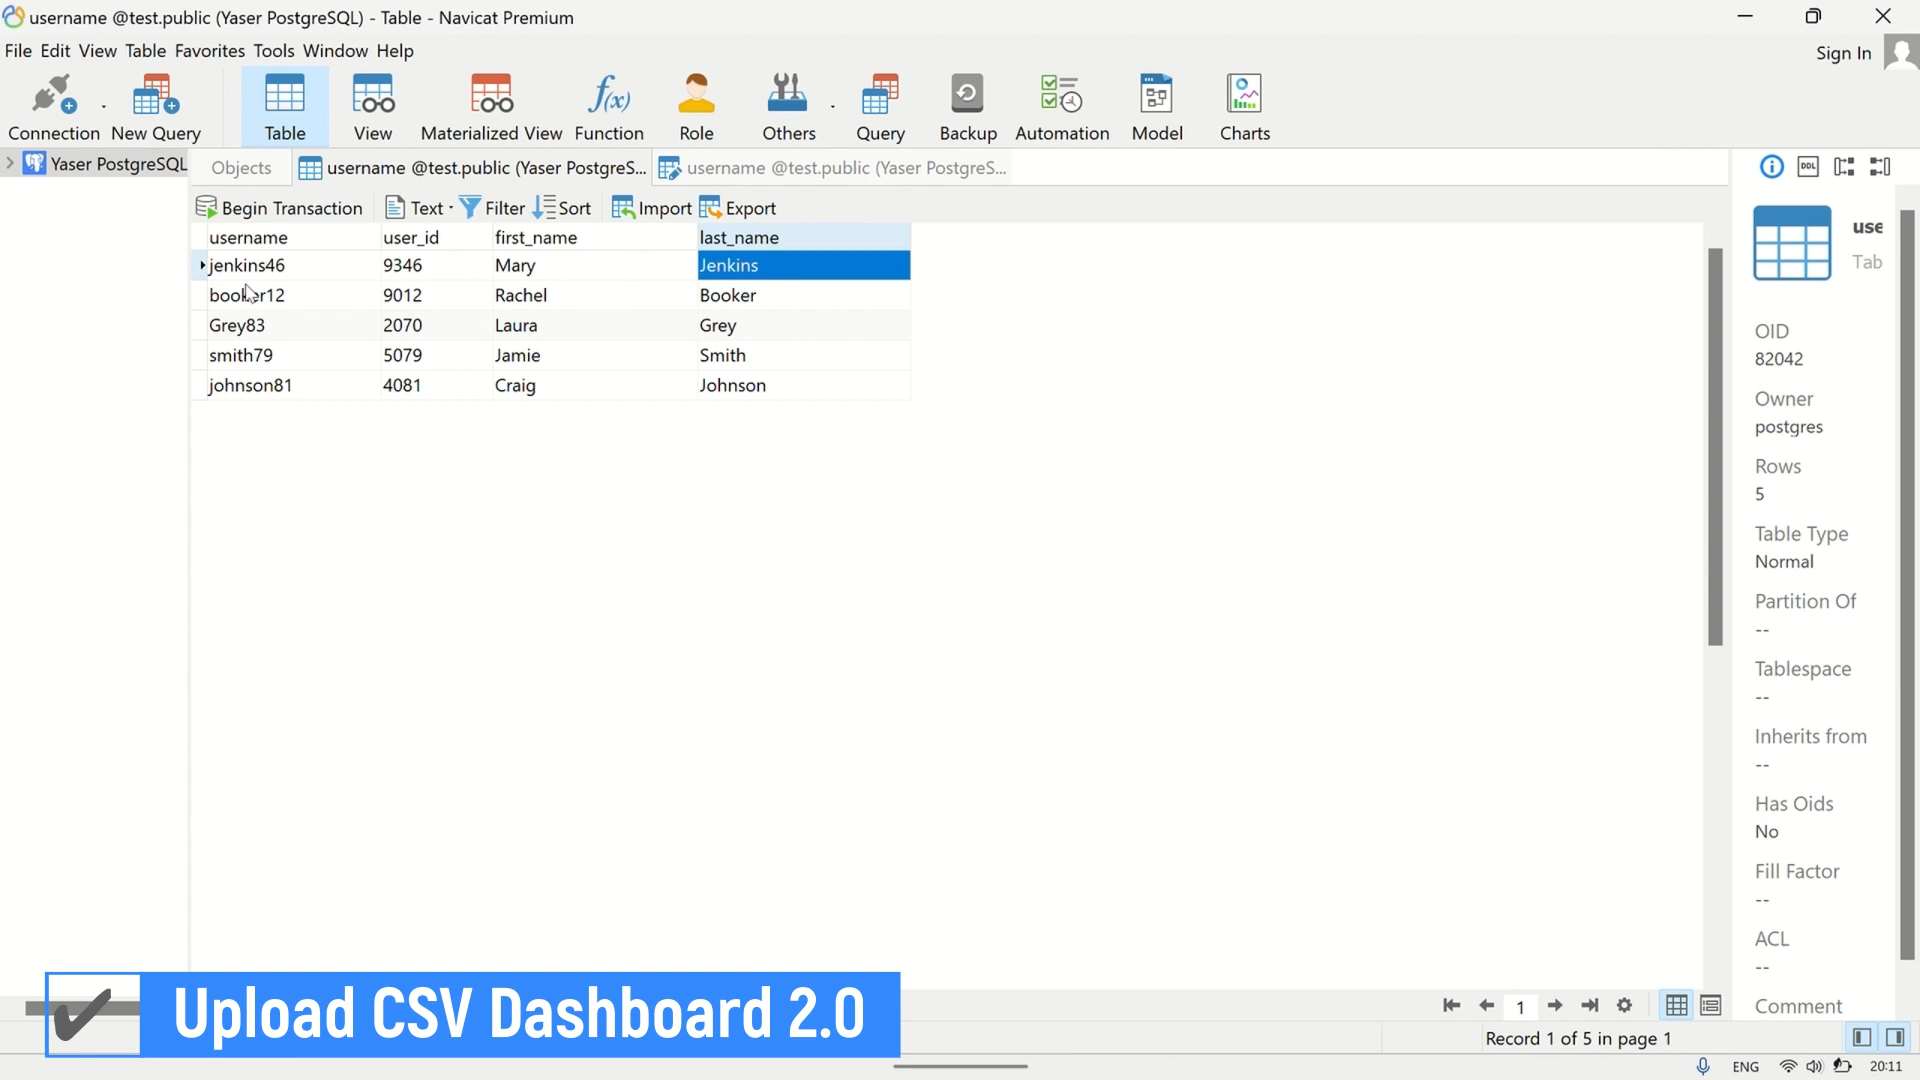 username @test.public (Yaser PostgreSQL) - Table - Navicat Premium
File Edit View Table Favorites Tools Window Help
Sign In
Connection New Query Table View Materialized View Function Role Others Query Backup Automation Model Charts
Yaser PostgreSQL
Objects username @test.public (Yaser PostgreS... username @test.public (Yaser PostgreS...
DDL
Begin Transaction Text Filter Sort Import Export
username user_id first_name last_name
jenkins46 9346 Mary Jenkins
booker12 9012 Rachel Booker
Grey83 2070 Laura Grey
smith79 5079 Jamie Smith
johnson81 4081 Craig Johnson
use
Tab
OID
82042
Owner
postgres
Rows
5
Table Type
Normal
Partition Of
--
Tablespace
--
Inherits from
--
Has Oids
No
Fill Factor
--
ACL
--
Comment
Upload CSV Dashboard 2.0
1
Record 1 of 5 in page 1
ENG 20:11